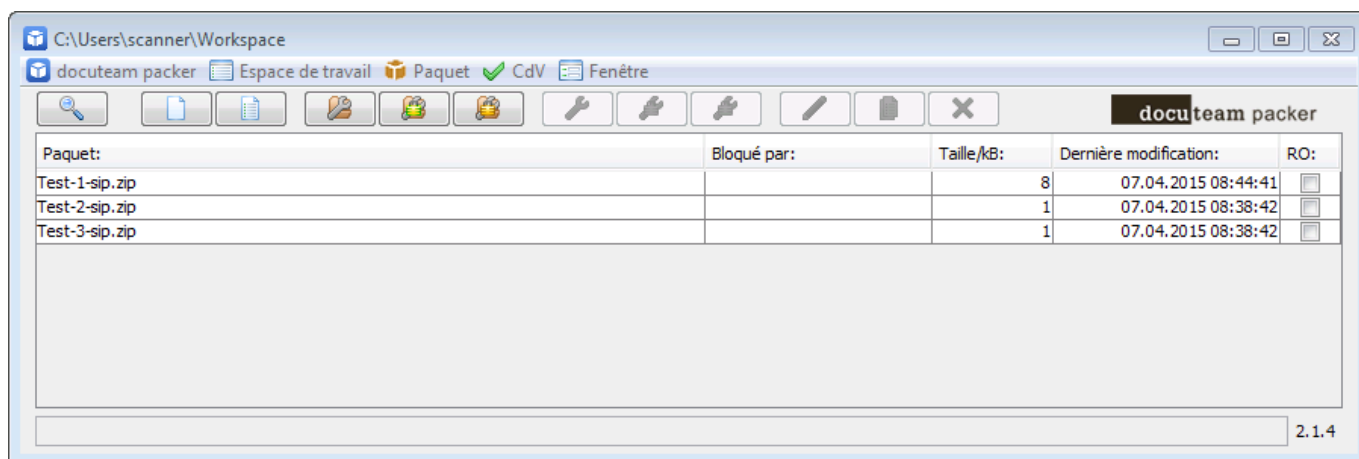 C:\Users\scanner\Workspace
docuteam packer Espace de travail Paquet CdV Fenêtre
docuteam packer
Paquet: Bloqué par: Taille/kB: Dernière modification: RO:
Test-1-sip.zip 8 07.04.2015 08:44:41
Test-2-sip.zip 1 07.04.2015 08:38:42
Test-3-sip.zip 1 07.04.2015 08:38:42
2.1.4